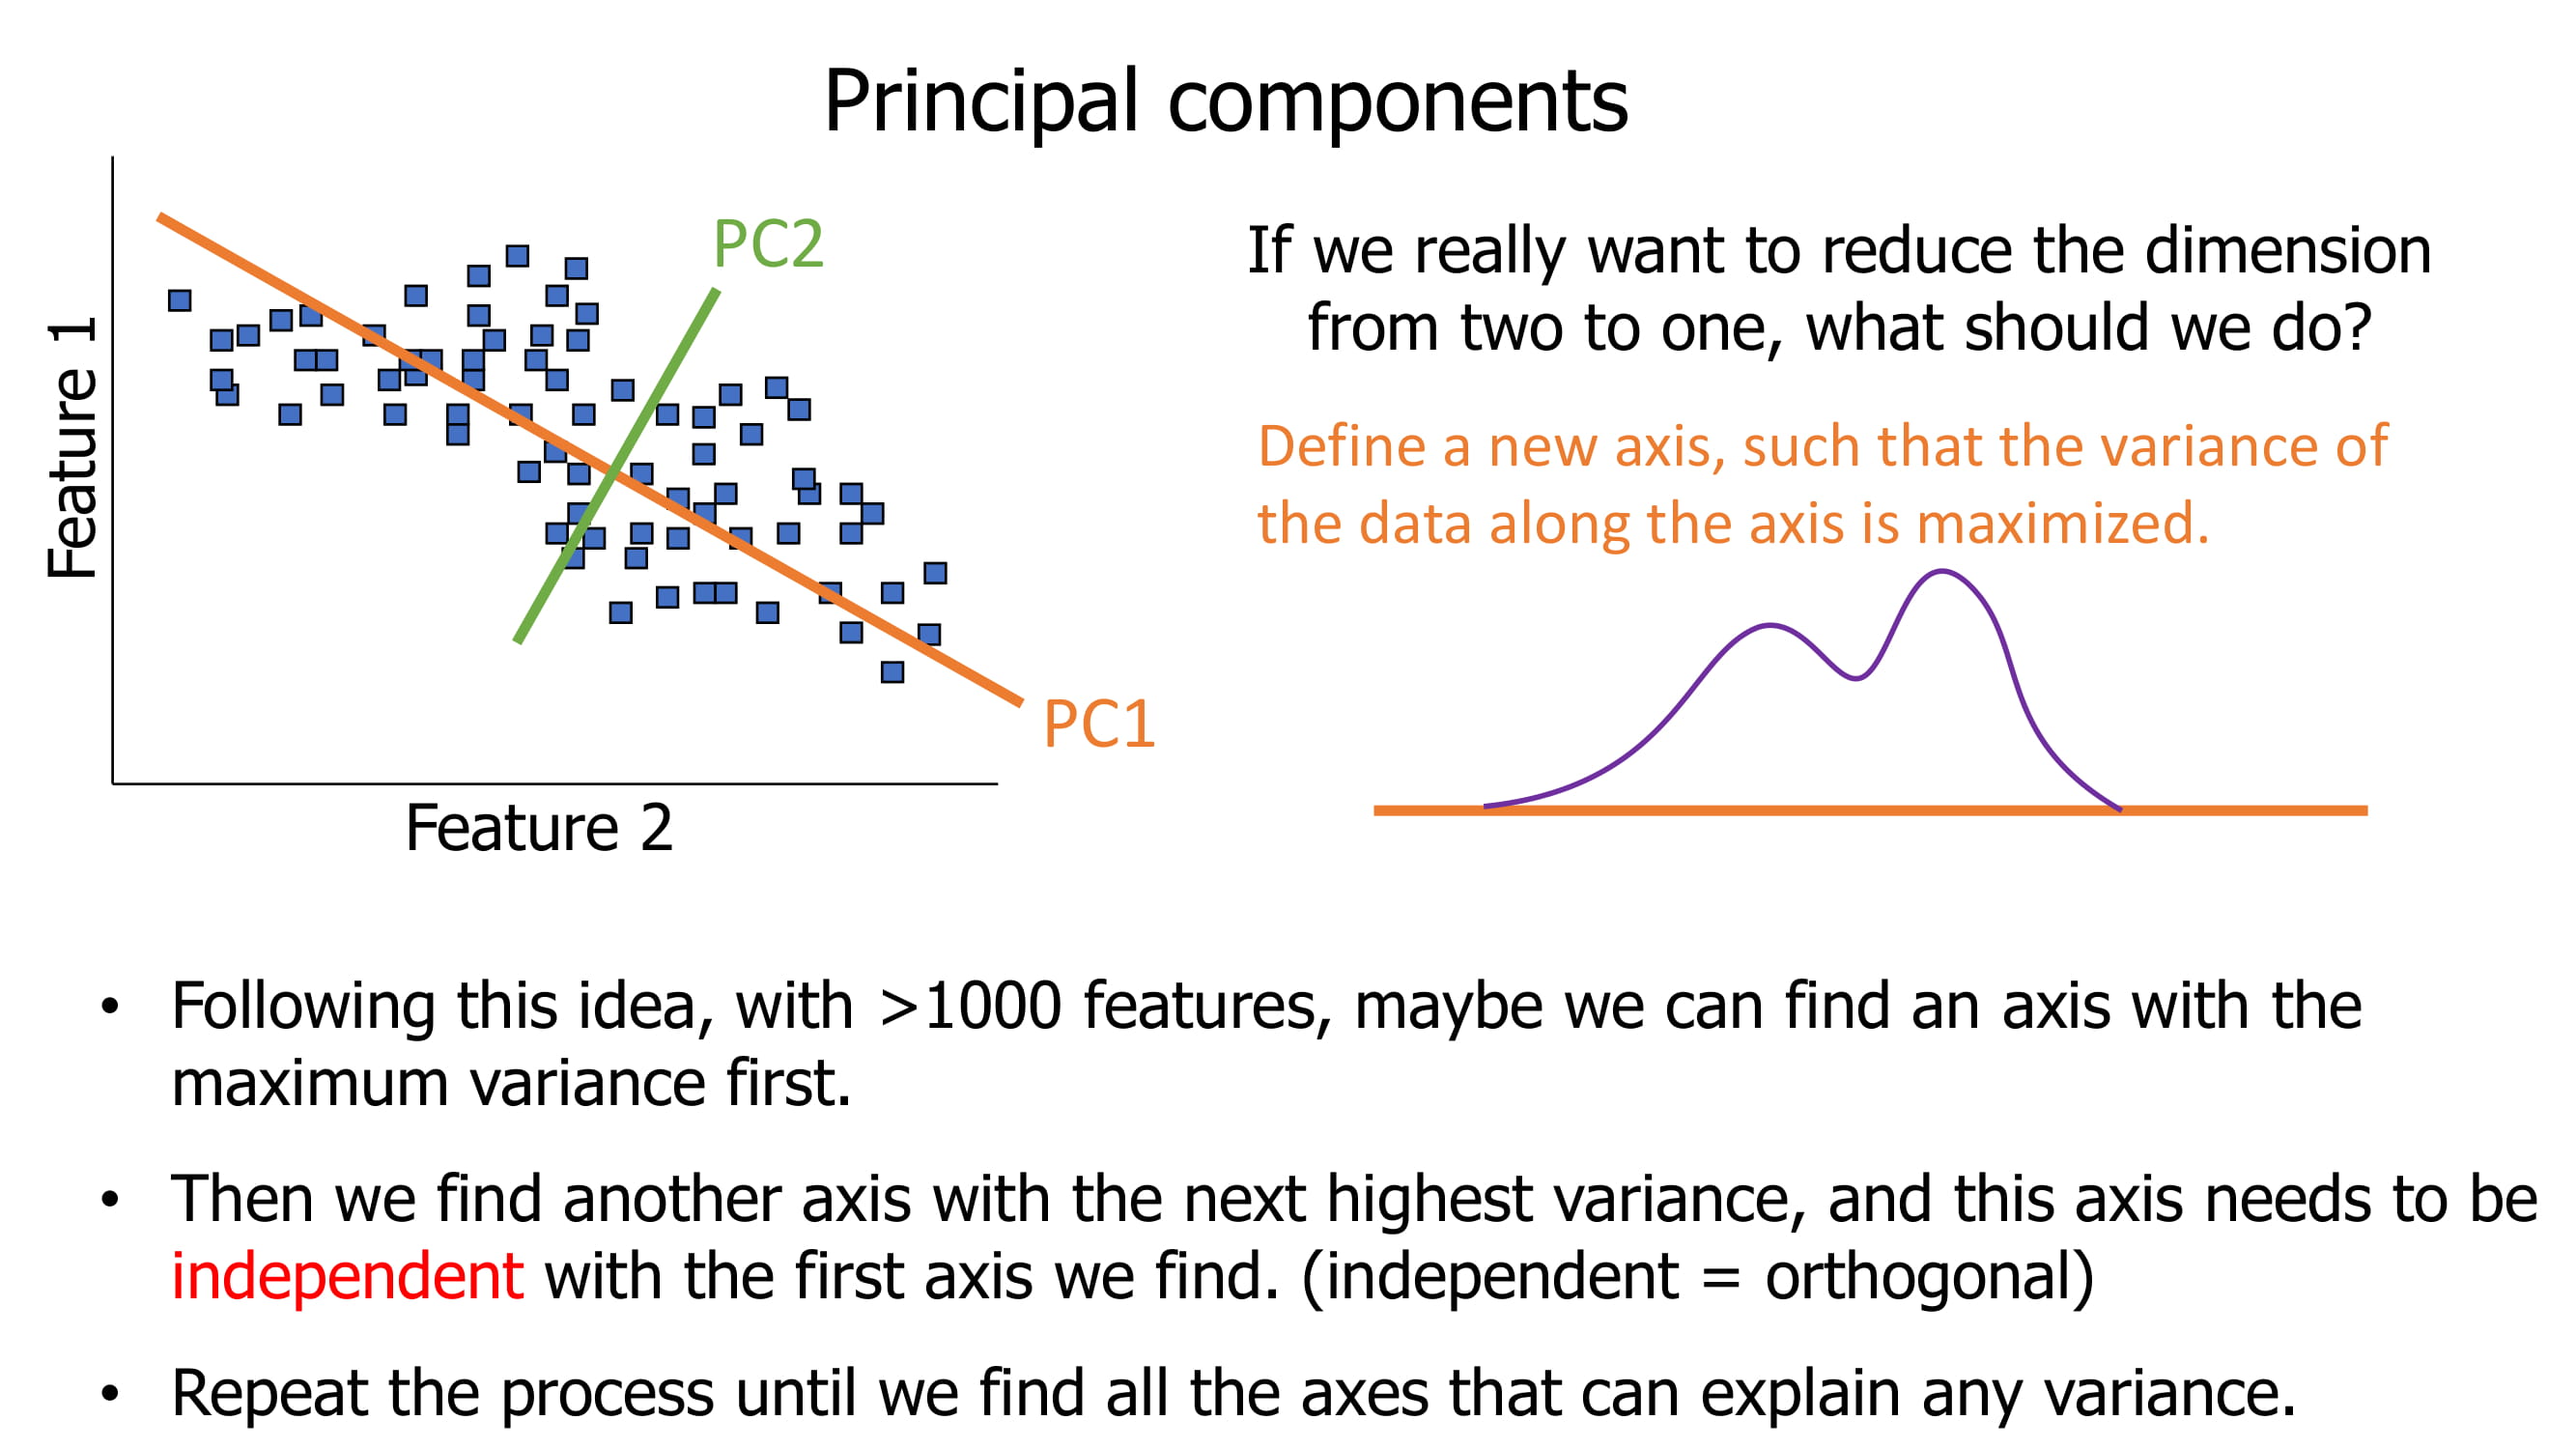 Principal components
PC2
Feature 1
PC1
Feature 2
If we really want to reduce the dimension
from two to one, what should we do?
Define a new axis, such that the variance of
the data along the axis is maximized.
• Following this idea, with >1000 features, maybe we can find an axis with the
maximum variance first.
• Then we find another axis with the next highest variance, and this axis needs to be
independent with the first axis we find. (independent = orthogonal)
• Repeat the process until we find all the axes that can explain any variance.